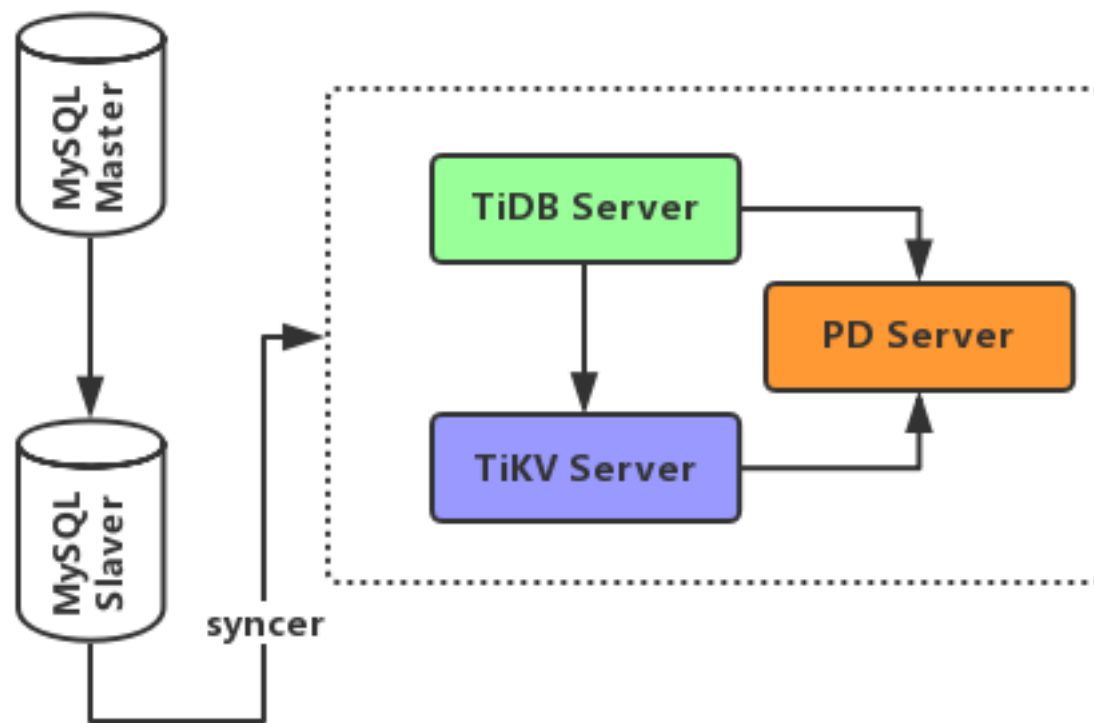 MySQL
Master
TiDB Server
PD Server
TiKV Server
MySQL
Slaver
syncer